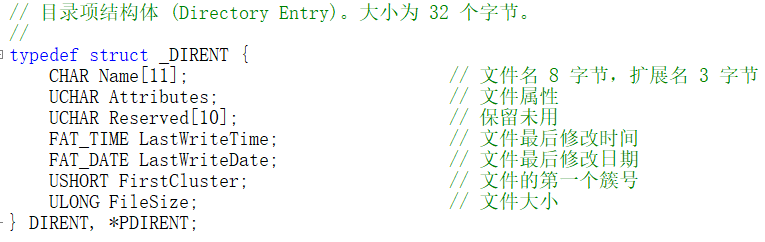 // 目录项结构体 (Directory Entry)。大小为 32 个字节。
//
typedef struct _DIRENT {
    CHAR Name[11];                      // 文件名 8 字节，扩展名 3 字节
    UCHAR Attributes;                   // 文件属性
    UCHAR Reserved[10];                 // 保留未用
    FAT_TIME LastWriteTime;             // 文件最后修改时间
    FAT_DATE LastWriteDate;             // 文件最后修改日期
    USHORT FirstCluster;                // 文件的第一个簇号
    ULONG FileSize;                     // 文件大小
} DIRENT, *PDIRENT;